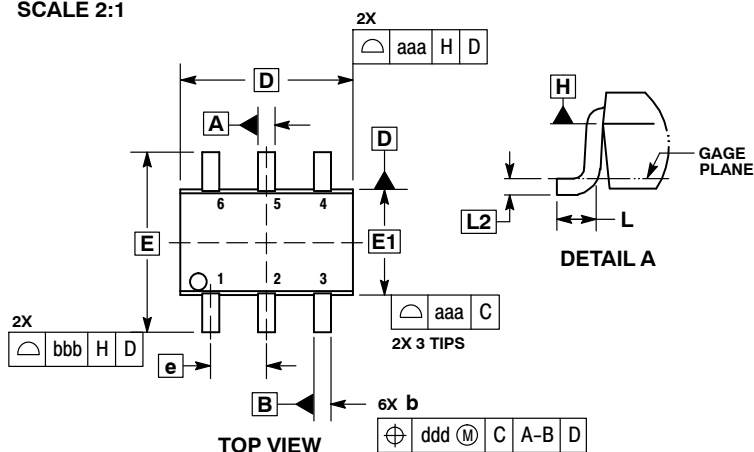 SCALE 2:1
2X
⌓ aaa H D
D
A
D
H
GAGE
PLANE
6 5 4
E
E1
L2
L
DETAIL A
1 2 3
⌓ aaa C
2X 3 TIPS
2X
⌓ bbb H D
e
B
6X b
⌖ ddd Ⓜ C A-B D
TOP VIEW